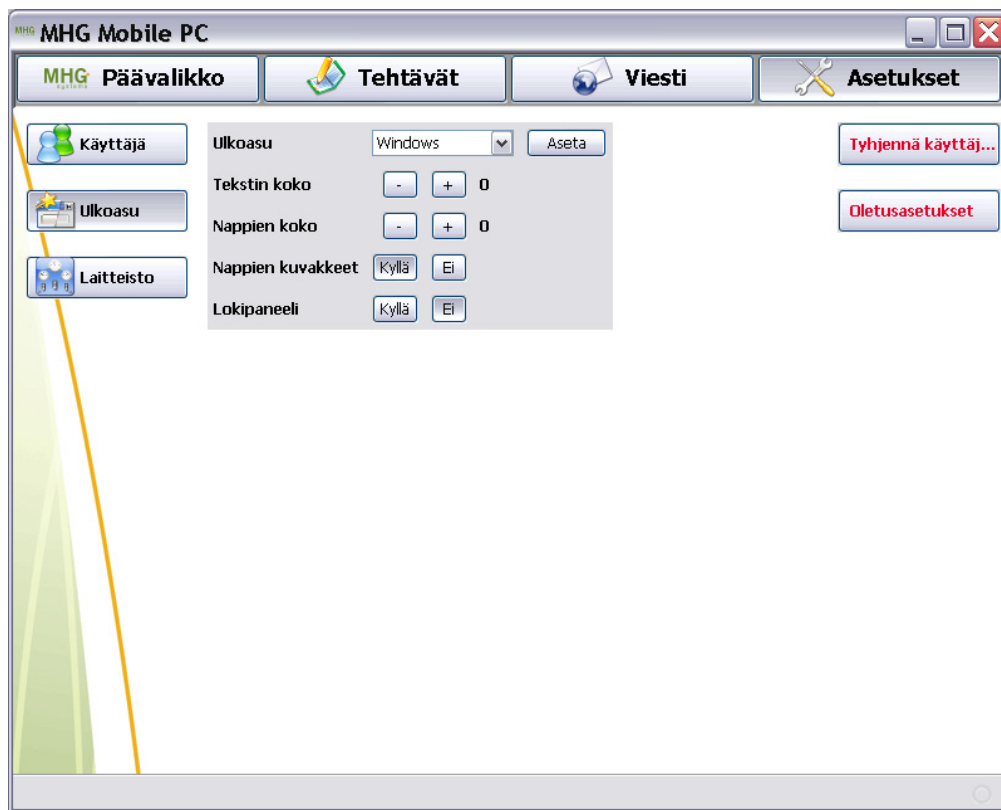 MHG MHG Mobile PC
MHG systems Päävalikko Tehtävät Viesti Asetukset
Käyttäjä Ulkoasu Windows Aseta Tyhjennä käyttäj...
Tekstin koko - + 0
Ulkoasu Nappien koko - + 0 Oletusasetukset
Laitteisto Nappien kuvakkeet Kyllä Ei
Lokipaneeli Kyllä Ei